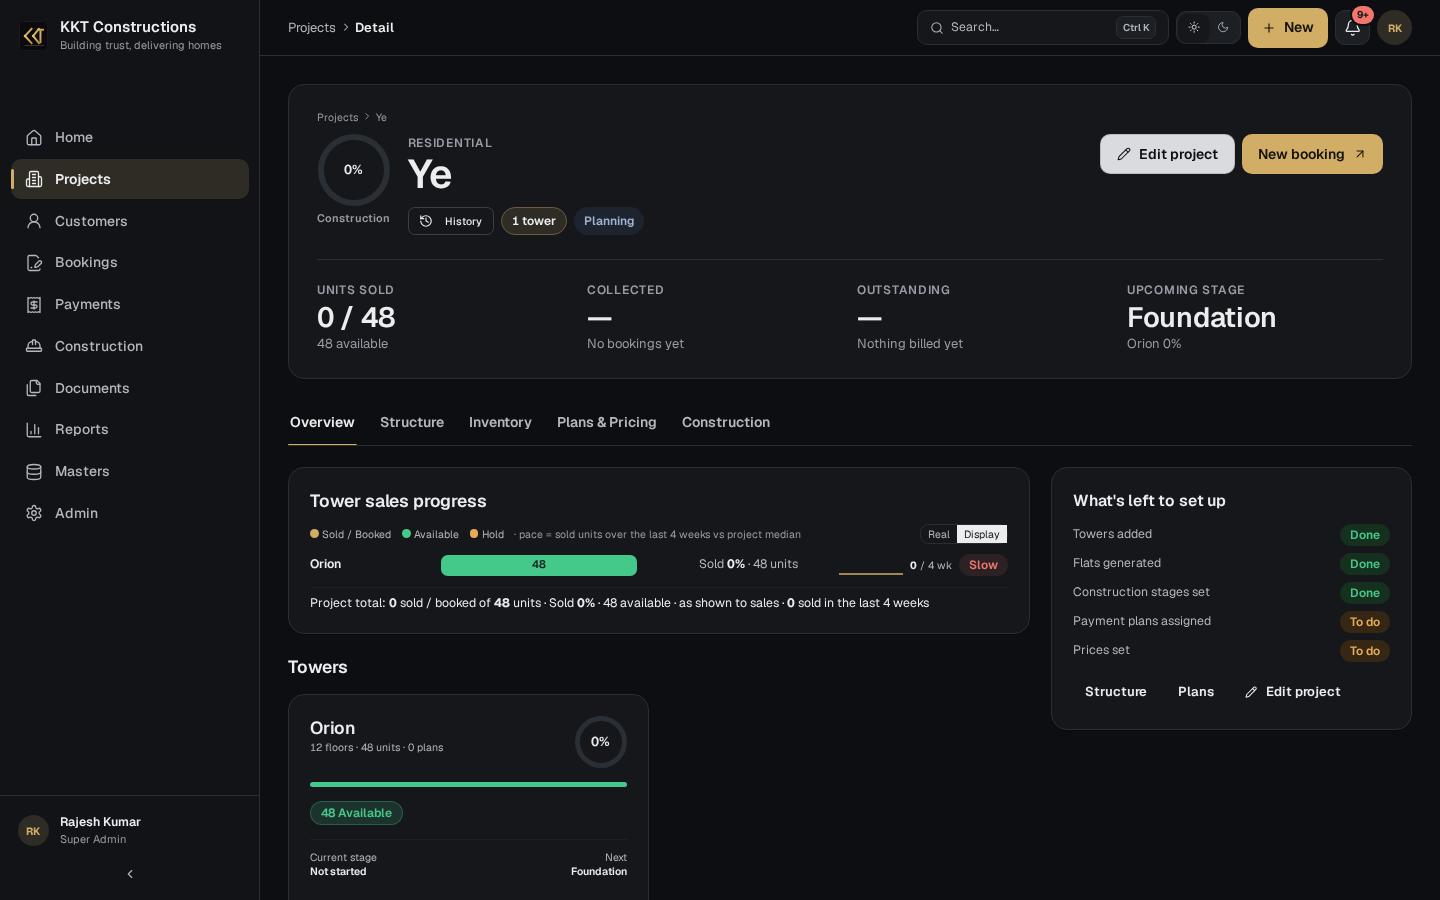 KKT Constructions
Building trust, delivering homes
Projects > Detail
Search...
Ctrl K
New
9+
RK
Home
Projects
Customers
Bookings
Payments
Construction
Documents
Reports
Masters
Admin
RK
Rajesh Kumar
Super Admin
Projects > Ye
0%
Construction
RESIDENTIAL
Ye
History
1 tower
Planning
Edit project
New booking
UNITS SOLD
0 / 48
48 available
COLLECTED
—
No bookings yet
OUTSTANDING
—
Nothing billed yet
UPCOMING STAGE
Foundation
Orion 0%
Overview
Structure
Inventory
Plans & Pricing
Construction
Tower sales progress
Sold / Booked Available Hold · pace = sold units over the last 4 weeks vs project median
Real Display
Orion 48 Sold 0% · 48 units 0 / 4 wk Slow
Project total: 0 sold / booked of 48 units · Sold 0% · 48 available · as shown to sales · 0 sold in the last 4 weeks
What's left to set up
Towers added Done
Flats generated Done
Construction stages set Done
Payment plans assigned To do
Prices set To do
Structure Plans Edit project
Towers
Orion
12 floors · 48 units · 0 plans
0%
48 Available
Current stage Next
Not started Foundation